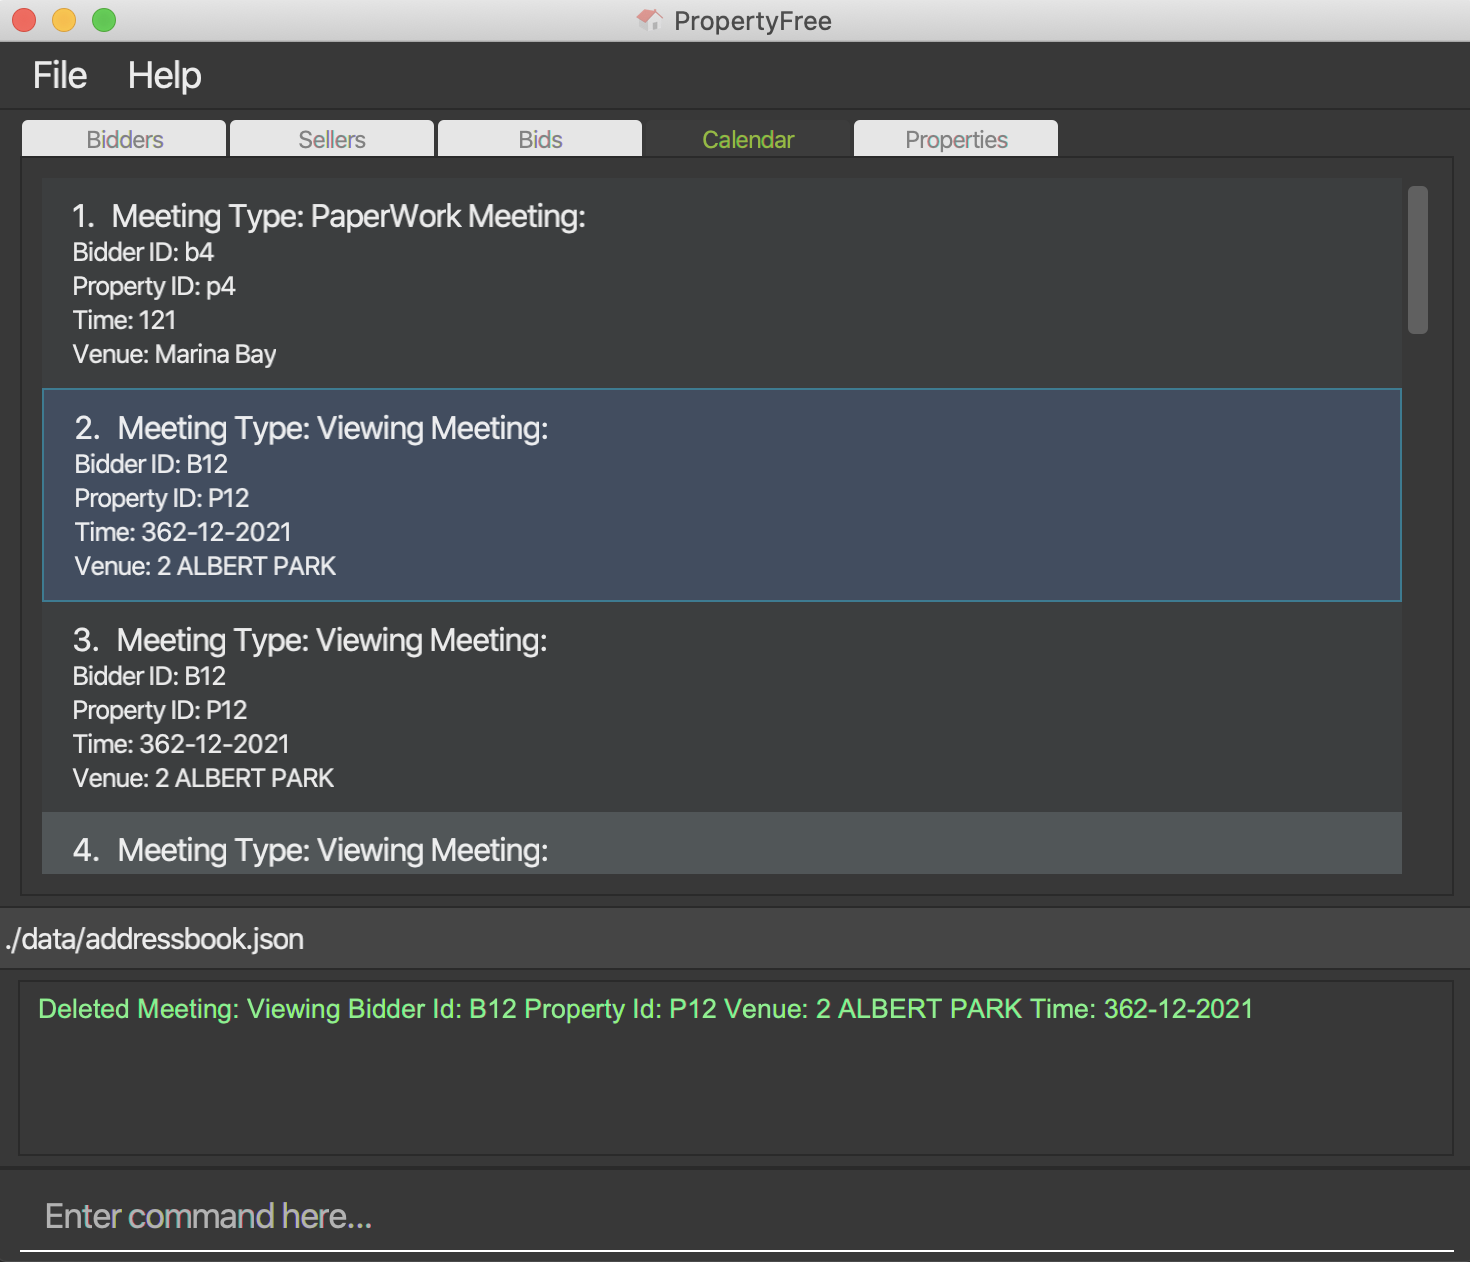 PropertyFree
File Help
Bidders Sellers Bids Calendar Properties
1. Meeting Type: PaperWork Meeting:
Bidder ID: b4
Property ID: p4
Time: 121
Venue: Marina Bay
2. Meeting Type: Viewing Meeting:
Bidder ID: B12
Property ID: P12
Time: 362-12-2021
Venue: 2 ALBERT PARK
3. Meeting Type: Viewing Meeting:
Bidder ID: B12
Property ID: P12
Time: 362-12-2021
Venue: 2 ALBERT PARK
4. Meeting Type: Viewing Meeting:
./data/addressbook.json
Deleted Meeting: Viewing Bidder Id: B12 Property Id: P12 Venue: 2 ALBERT PARK Time: 362-12-2021
Enter command here...